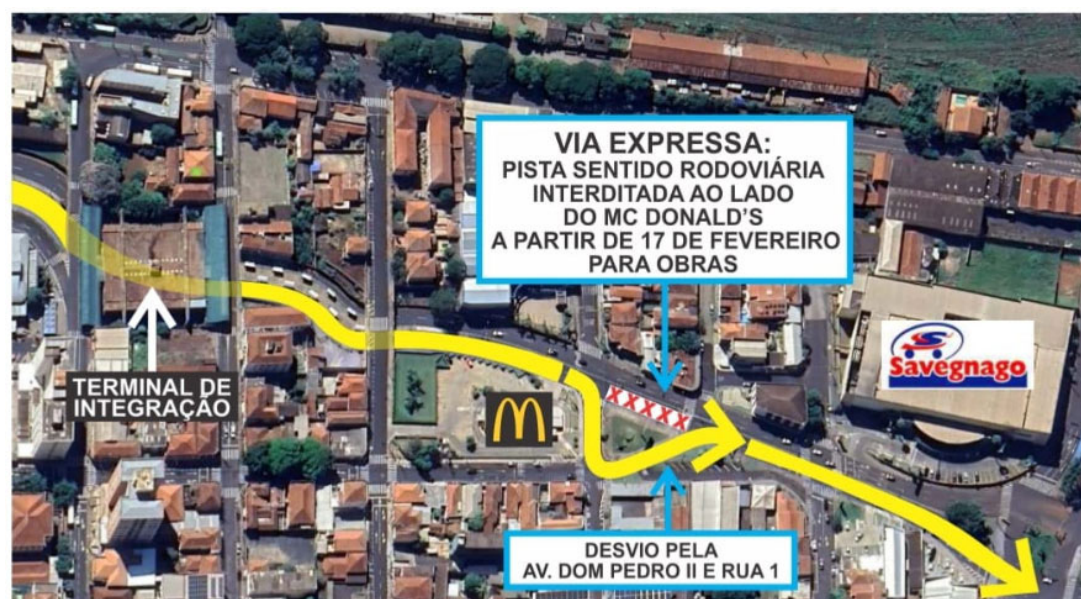 VIA EXPRESSA:
PISTA SENTIDO RODOVIÁRIA
INTERDITADA AO LADO
DO MC DONALD'S
A PARTIR DE 17 DE FEVEREIRO
PARA OBRAS
Savegnago
TERMINAL DE
INTEGRAÇÃO
XXXXX
DESVIO PELA
AV. DOM PEDRO II E RUA 1